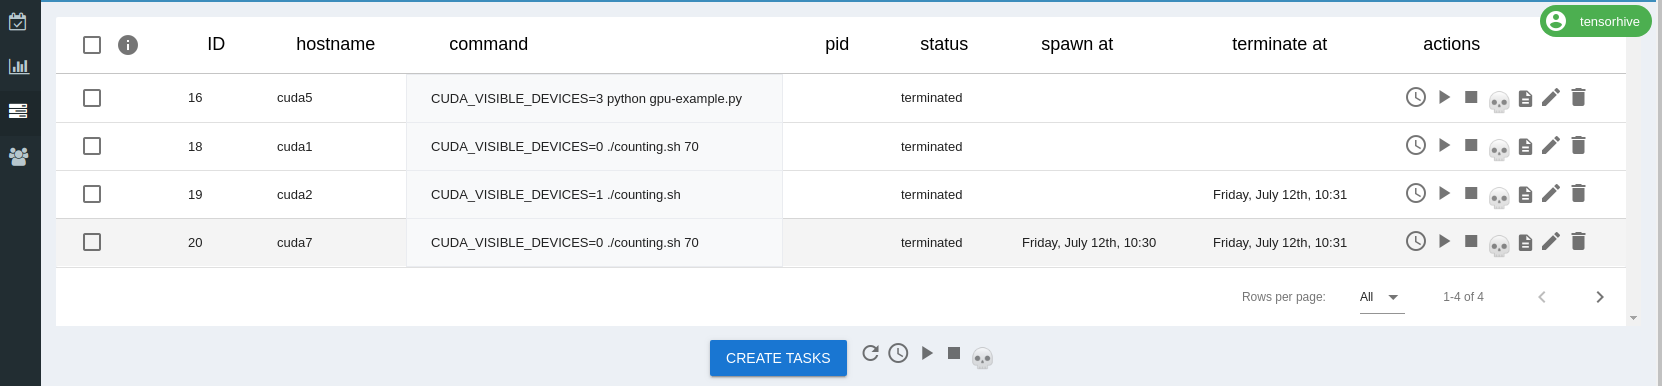 tensorhive
ID hostname command pid status spawn at terminate at actions
16 cuda5 CUDA_VISIBLE_DEVICES=3 python gpu-example.py terminated
18 cuda1 CUDA_VISIBLE_DEVICES=0 ./counting.sh 70 terminated
19 cuda2 CUDA_VISIBLE_DEVICES=1 ./counting.sh terminated Friday, July 12th, 10:31
20 cuda7 CUDA_VISIBLE_DEVICES=0 ./counting.sh 70 terminated Friday, July 12th, 10:30 Friday, July 12th, 10:31
Rows per page: All 1-4 of 4
CREATE TASKS